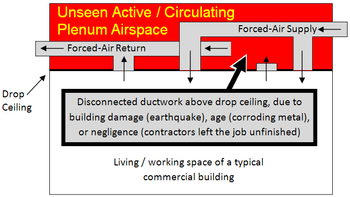 Unseen Active / Circulating
Plenum Airspace
Forced-Air Supply
Forced-Air Return
Drop
Ceiling
Disconnected ductwork above drop ceiling, due to
building damage (earthquake), age (corroding metal),
or negligence (contractors left the job unfinished)
Living / working space of a typical
commercial building